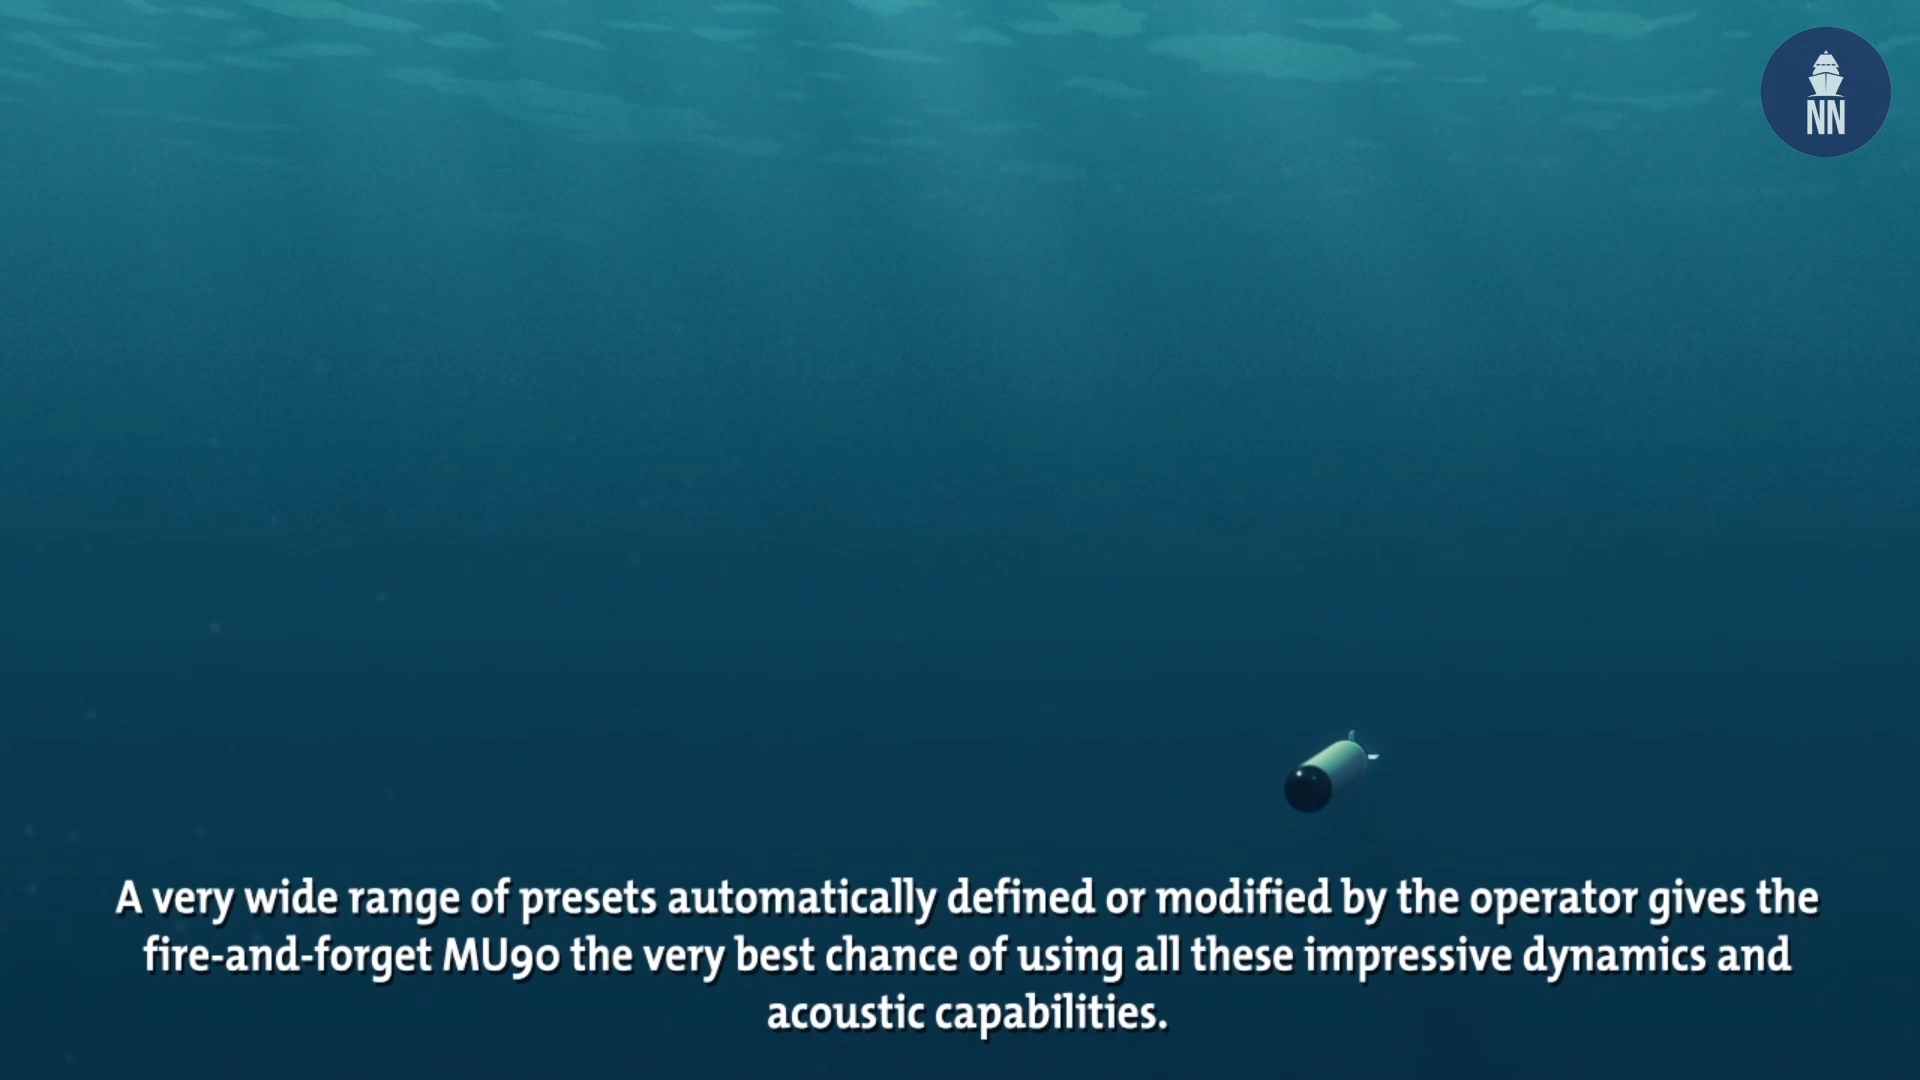 NN
A very wide range of presets automatically defined or modified by the operator gives the
fire-and-forget MU90 the very best chance of using all these impressive dynamics and
acoustic capabilities.